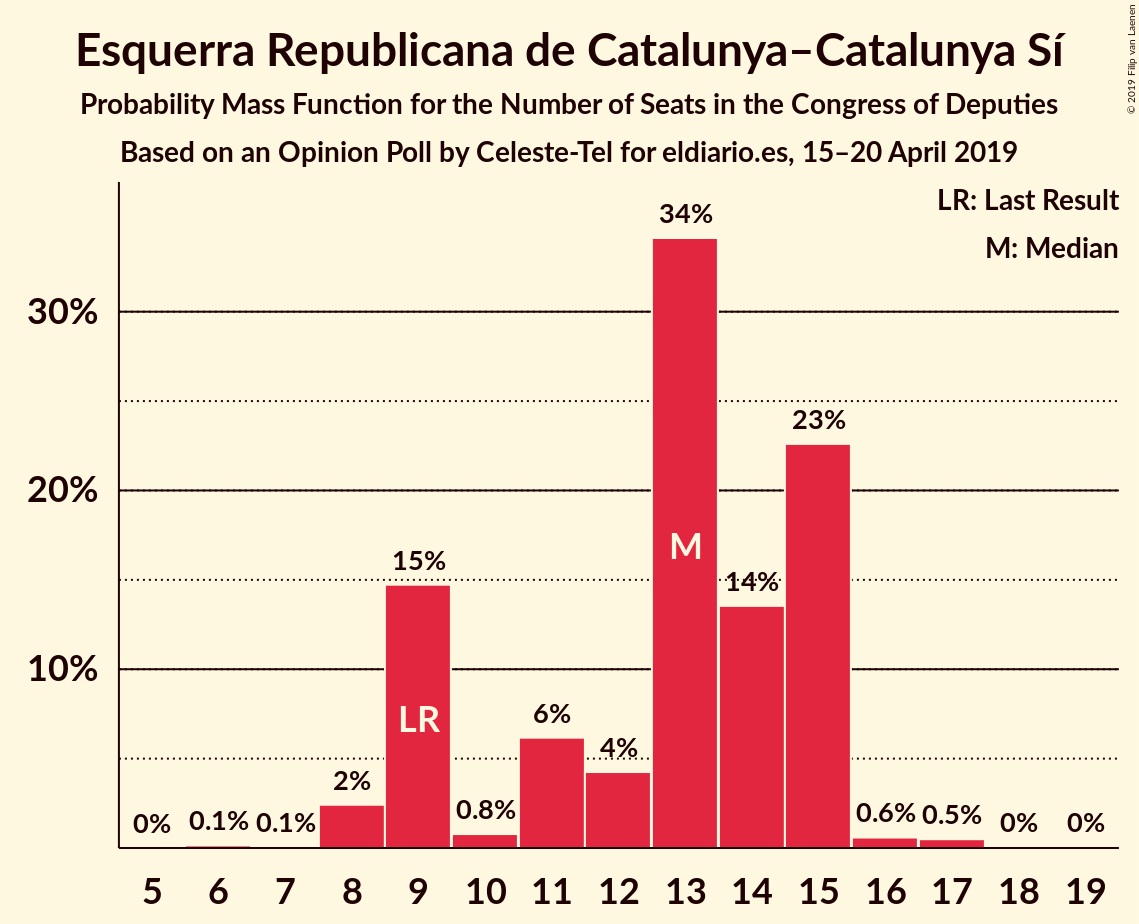 Esquerra Republicana de Catalunya–Catalunya Sí
Probability Mass Function for the Number of Seats in the Congress of Deputies
Based on an Opinion Poll by Celeste-Tel for eldiario.es, 15–20 April 2019
© 2019 Filip van Laenen
LR: Last Result
M: Median
30%
20%
10%
0%
0.1%
0.1%
2%
15%
0.8%
6%
4%
34%
14%
23%
0.6%
0.5%
0%
0%
LR
M
5 6 7 8 9 10 11 12 13 14 15 16 17 18 19